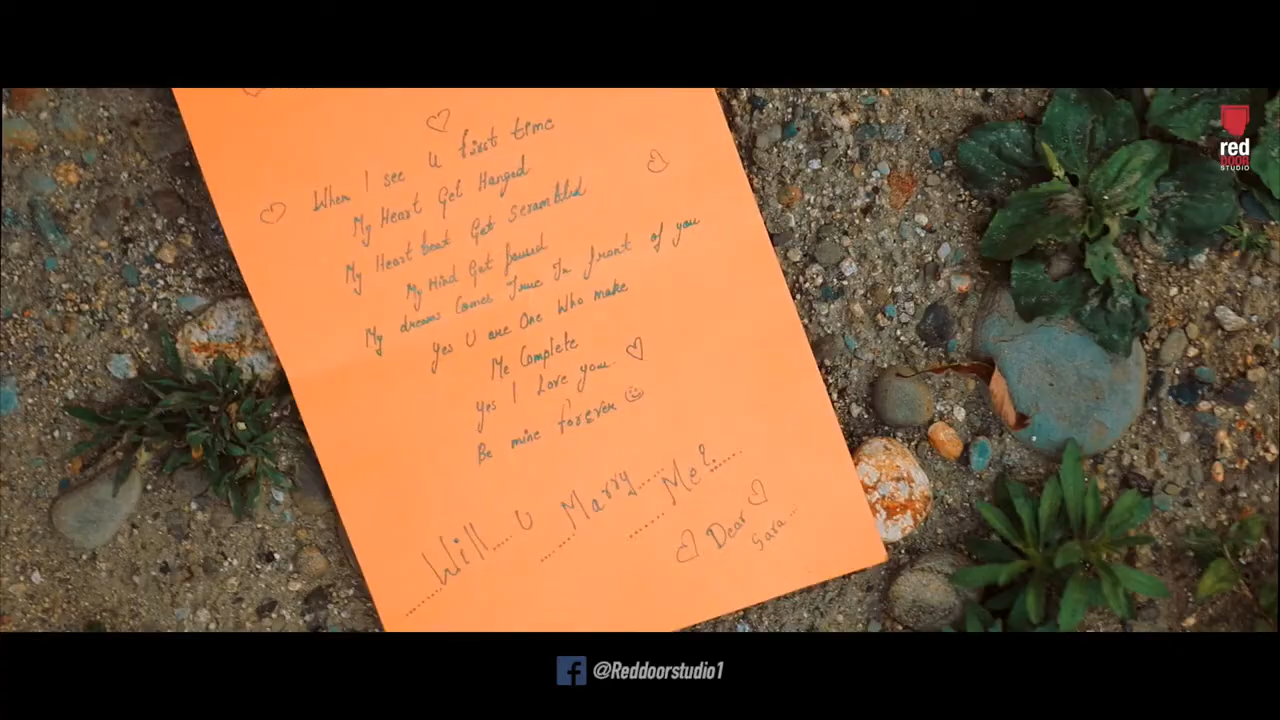 When I see u first time
My Heart Get Hanged
My Heart beat Get Scrambled
My Mind Get paused
My dreams Comes True In front of you
Yes U are One Who make
Me Complete
Yes I Love you
Be mine forever
Will.... U Marry...... Me?......
Dear
Sara...
red
DOOR
STUDIO
@Reddoorstudio1